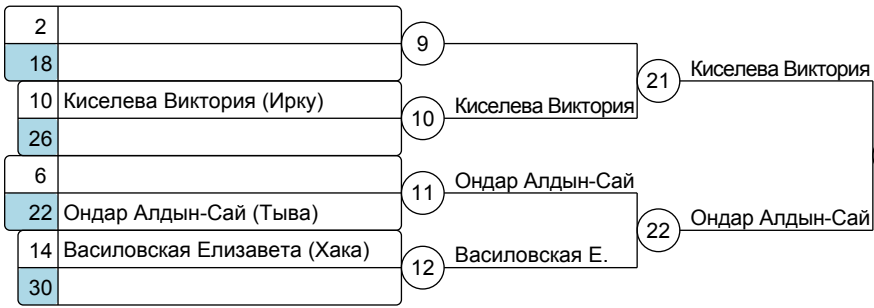 2
9
18
21 Киселева Виктория
10 Киселева Виктория (Ирку)
10 Киселева Виктория
26
6
11 Ондар Алдын-Сай
22 Ондар Алдын-Сай (Тыва)
22 Ондар Алдын-Сай
14 Василовская Елизавета (Хака)
12 Василовская Е.
30